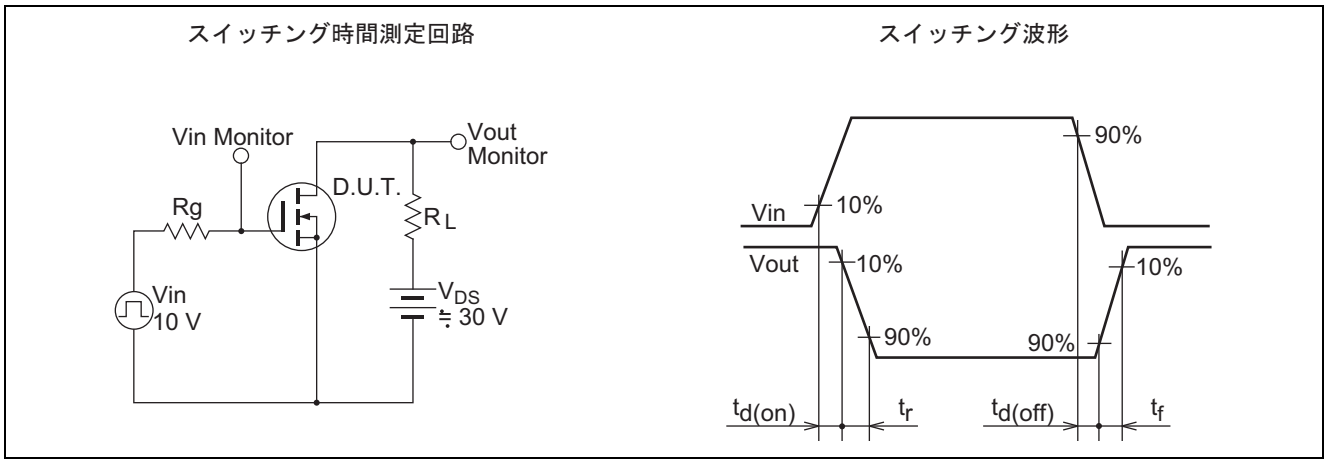 スイッチング時間測定回路
Vin Monitor
Vout
Monitor
D.U.T.
Rg
RL
Vin
10 V
VDS
≒ 30 V
スイッチング波形
90%
Vin
10%
Vout
10%
10%
90%
90%
td(on)
tr
td(off)
tf